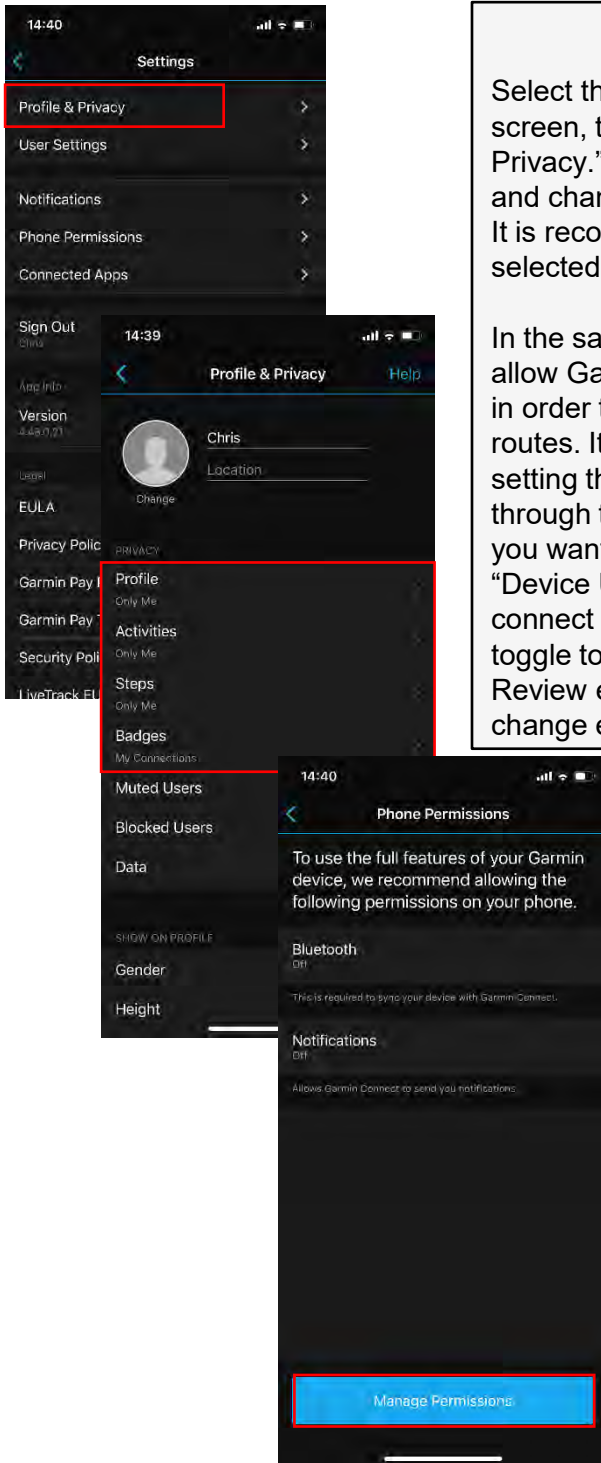 14:40
Settings
Profile & Privacy
User Settings
Notifications
Phone Permissions
Connected Apps
Sign Out
Chris
App Info
Version
4.48.0.21
Legal
EULA
Privacy Polic
Garmin Pay
Garmin Pay
Security Poli
LiveTrack EU
14:39
Profile & Privacy Help
Chris
Location
Change
PRIVACY
Profile
Only Me
Activities
Only Me
Steps
Only Me
Badges
My Connections
Muted Users
Blocked Users
Data
SHOW ON PROFILE
Gender
Height
Select th
screen, t
Privacy.”
and chan
It is reco
selected
In the sa
allow Ga
in order t
routes. It
setting th
through t
you want
“Device U
connect
toggle to
Review e
change e
14:40
Phone Permissions
To use the full features of your Garmin
device, we recommend allowing the
following permissions on your phone.
Bluetooth
Off
This is required to sync your device with Garmin Connect.
Notifications
Off
Allows Garmin Connect to send you notifications
Manage Permissions